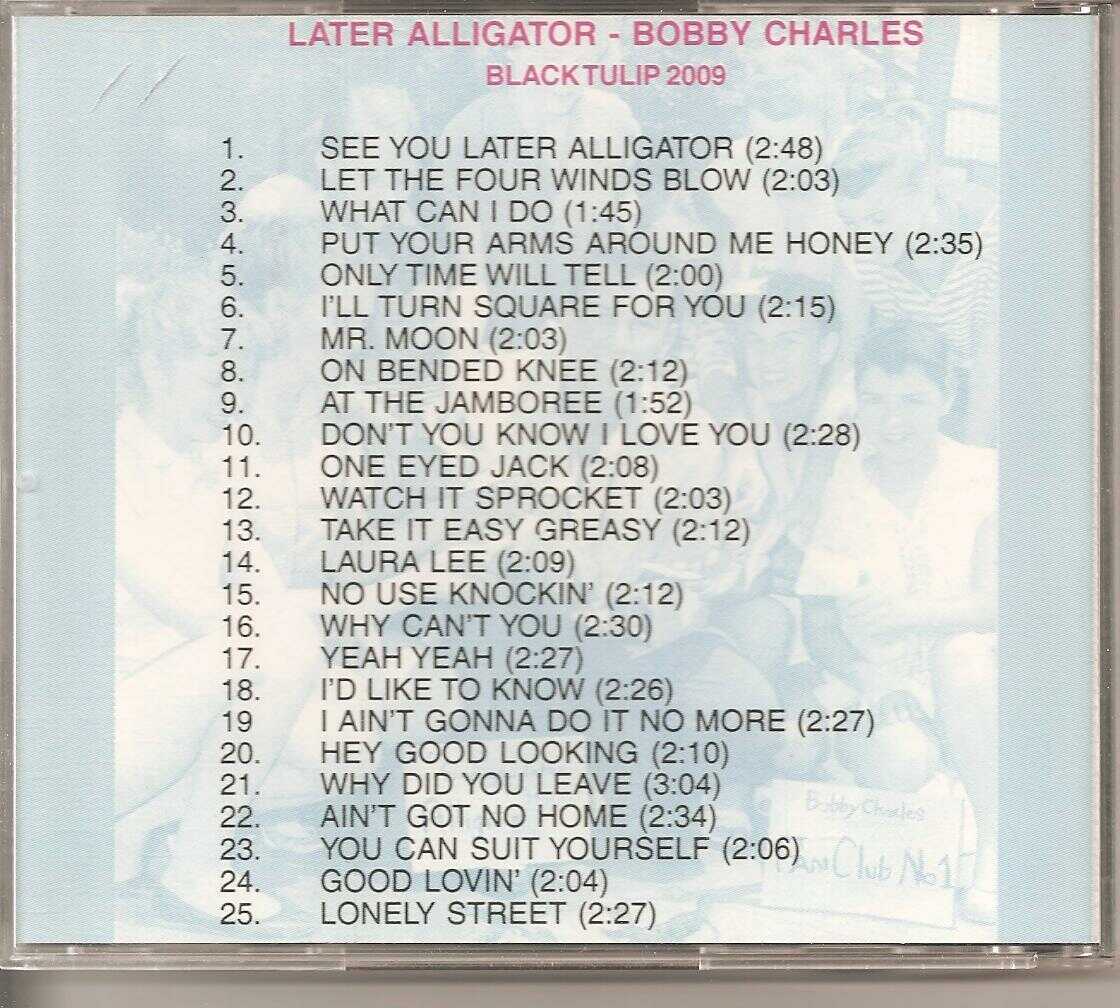 LATER ALLIGATOR - BOBBY CHARLES
BLACK TULIP 2009
1. SEE YOU LATER ALLIGATOR (2:48)
2. LET THE FOUR WINDS BLOW (2:03)
3. WHAT CAN I DO (1:45)
4. PUT YOUR ARMS AROUND ME HONEY (2:35)
5. ONLY TIME WILL TELL (2:00)
6. I'LL TURN SQUARE FOR YOU (2:15)
7. MR. MOON (2:03)
8. ON BENDED KNEE (2:12)
9. AT THE JAMBOREE (1:52)
10. DON'T YOU KNOW I LOVE YOU (2:28)
11. ONE EYED JACK (2:08)
12. WATCH IT SPROCKET (2:03)
13. TAKE IT EASY GREASY (2:12)
14. LAURA LEE (2:09)
15. NO USE KNOCKIN' (2:12)
16. WHY CAN'T YOU (2:30)
17. YEAH YEAH (2:27)
18. I'D LIKE TO KNOW (2:26)
19 I AIN'T GONNA DO IT NO MORE (2:27)
20. HEY GOOD LOOKING (2:10)
21. WHY DID YOU LEAVE (3:04)
22. AIN'T GOT NO HOME (2:34)
23. YOU CAN SUIT YOURSELF (2:06)
24. GOOD LOVIN' (2:04)
25. LONELY STREET (2:27)
Bobby Charles
Fan Club No1